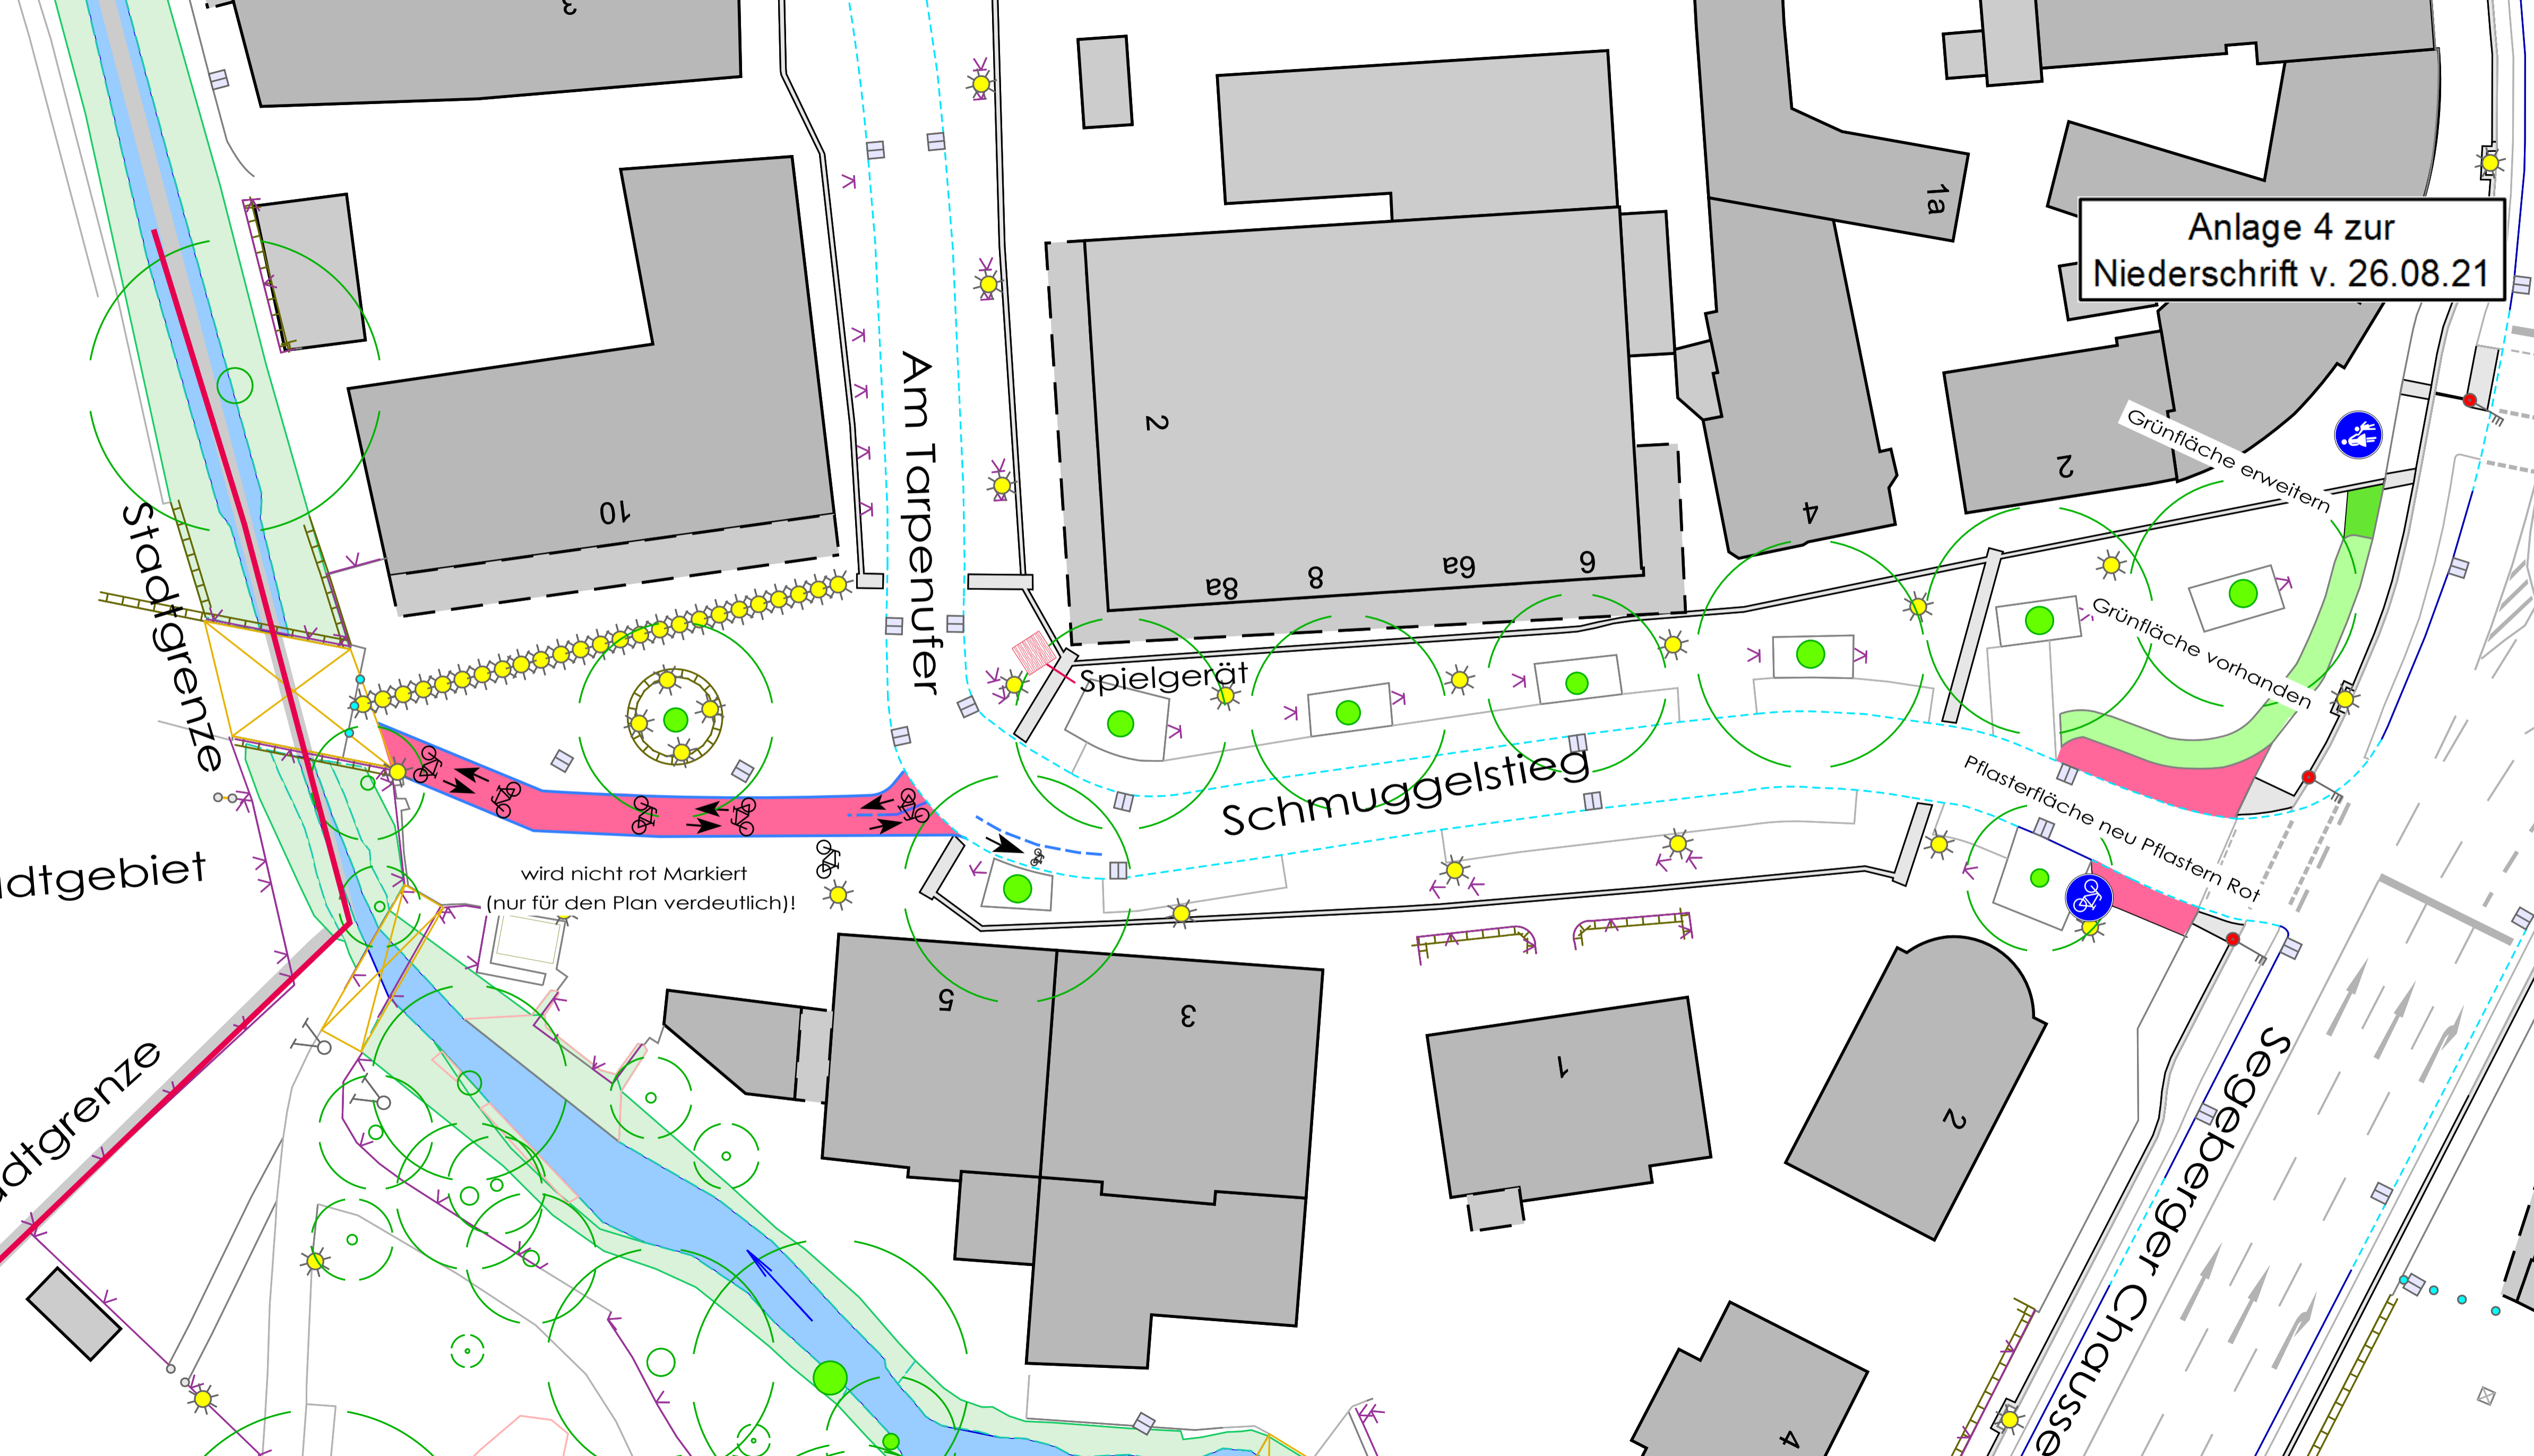 3
1a
Anlage 4 zur
Niederschrift v. 26.08.21
Am Tarpenufer
2
10
Stadtgrenze
8a
8
6a
6
4
2
Grünfläche erweitern
Grünfläche vorhanden
Spielgerät
Schmuggelstieg
Pflasterfläche neu Pflastern Rot
wird nicht rot Markiert
(nur für den Plan verdeutlich)!
dtgebiet
dtgrenze
5
3
1
2
4
Segeberger Chausse